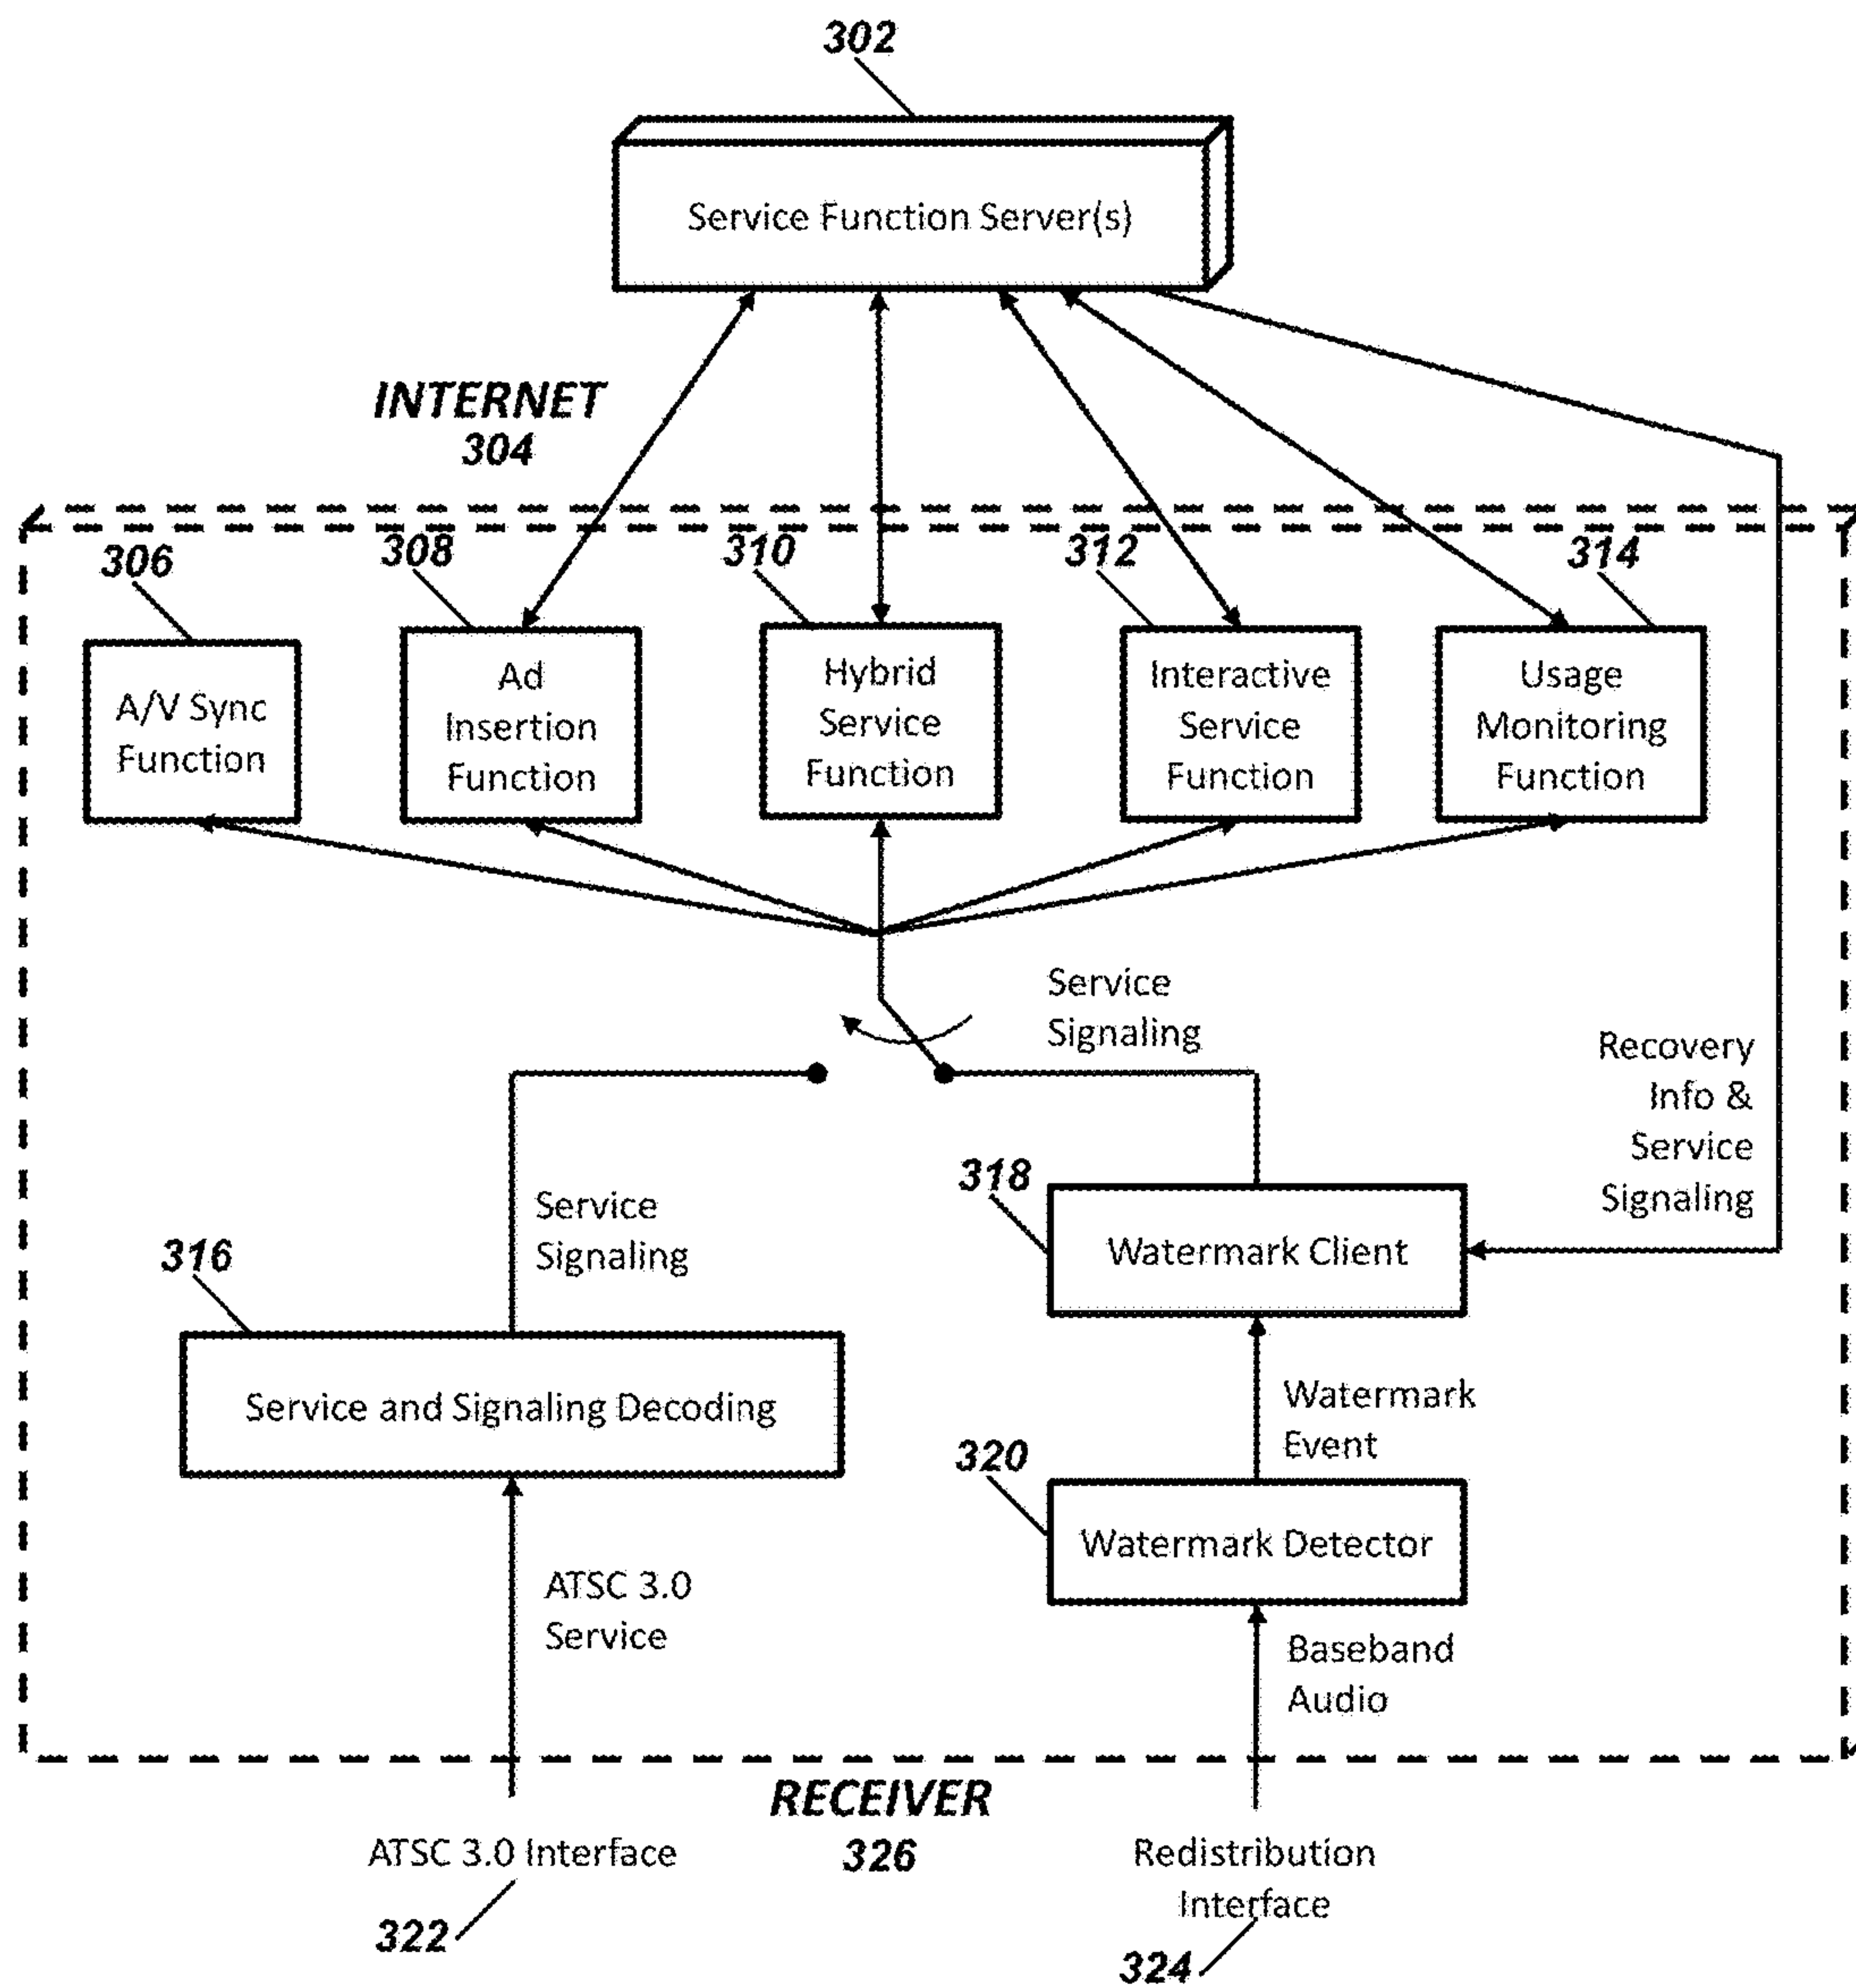 302
Service Function Server(s)
INTERNET
304
306
308
310
312
314
A/V Sync
Function
Ad
Insertion
Function
Hybrid
Service
Function
Interactive
Service
Function
Usage
Monitoring
Function
Service
Signaling
Recovery
Info &
Service
Signaling
Service
Signaling
318
Watermark Client
316
Service and Signaling Decoding
Watermark
Event
320
Watermark Detector
ATSC 3.0
Service
Baseband
Audio
RECEIVER
326
ATSC 3.0 Interface
322
Redistribution
Interface
324